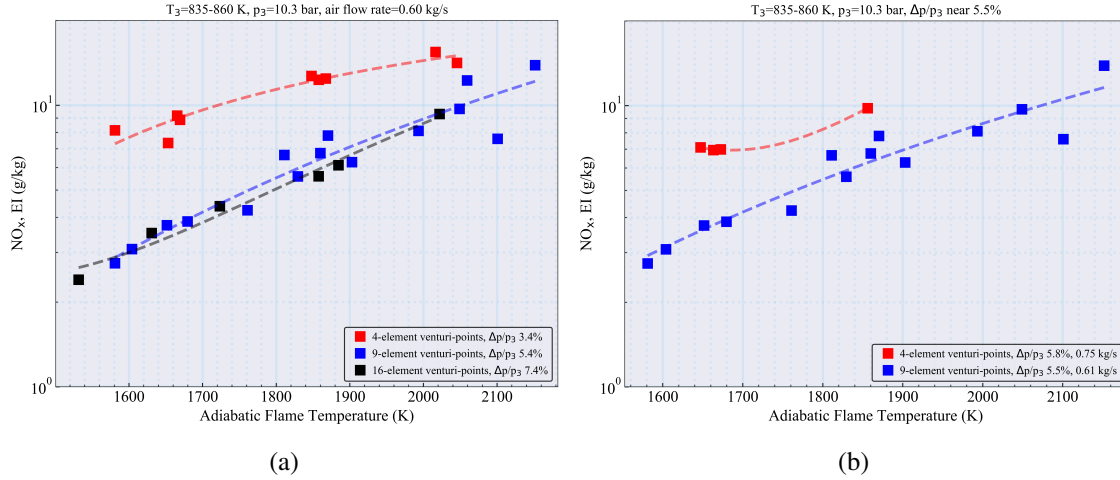 T₃=835-860 K, p₃=10.3 bar, air flow rate=0.60 kg/s
NOₓ, EI (g/kg)
10¹
10⁰
4-element venturi-points, Δp/p₃ 3.4%
9-element venturi-points, Δp/p₃ 5.4%
16-element venturi-points, Δp/p₃ 7.4%
1600 1700 1800 1900 2000 2100
Adiabatic Flame Temperature (K)
(a)
T₃=835-860 K, p₃=10.3 bar, Δp/p₃ near 5.5%
NOₓ, EI (g/kg)
10¹
10⁰
4-element venturi-points, Δp/p₃ 5.8%, 0.75 kg/s
9-element venturi-points, Δp/p₃ 5.5%, 0.61 kg/s
1600 1700 1800 1900 2000 2100
Adiabatic Flame Temperature (K)
(b)